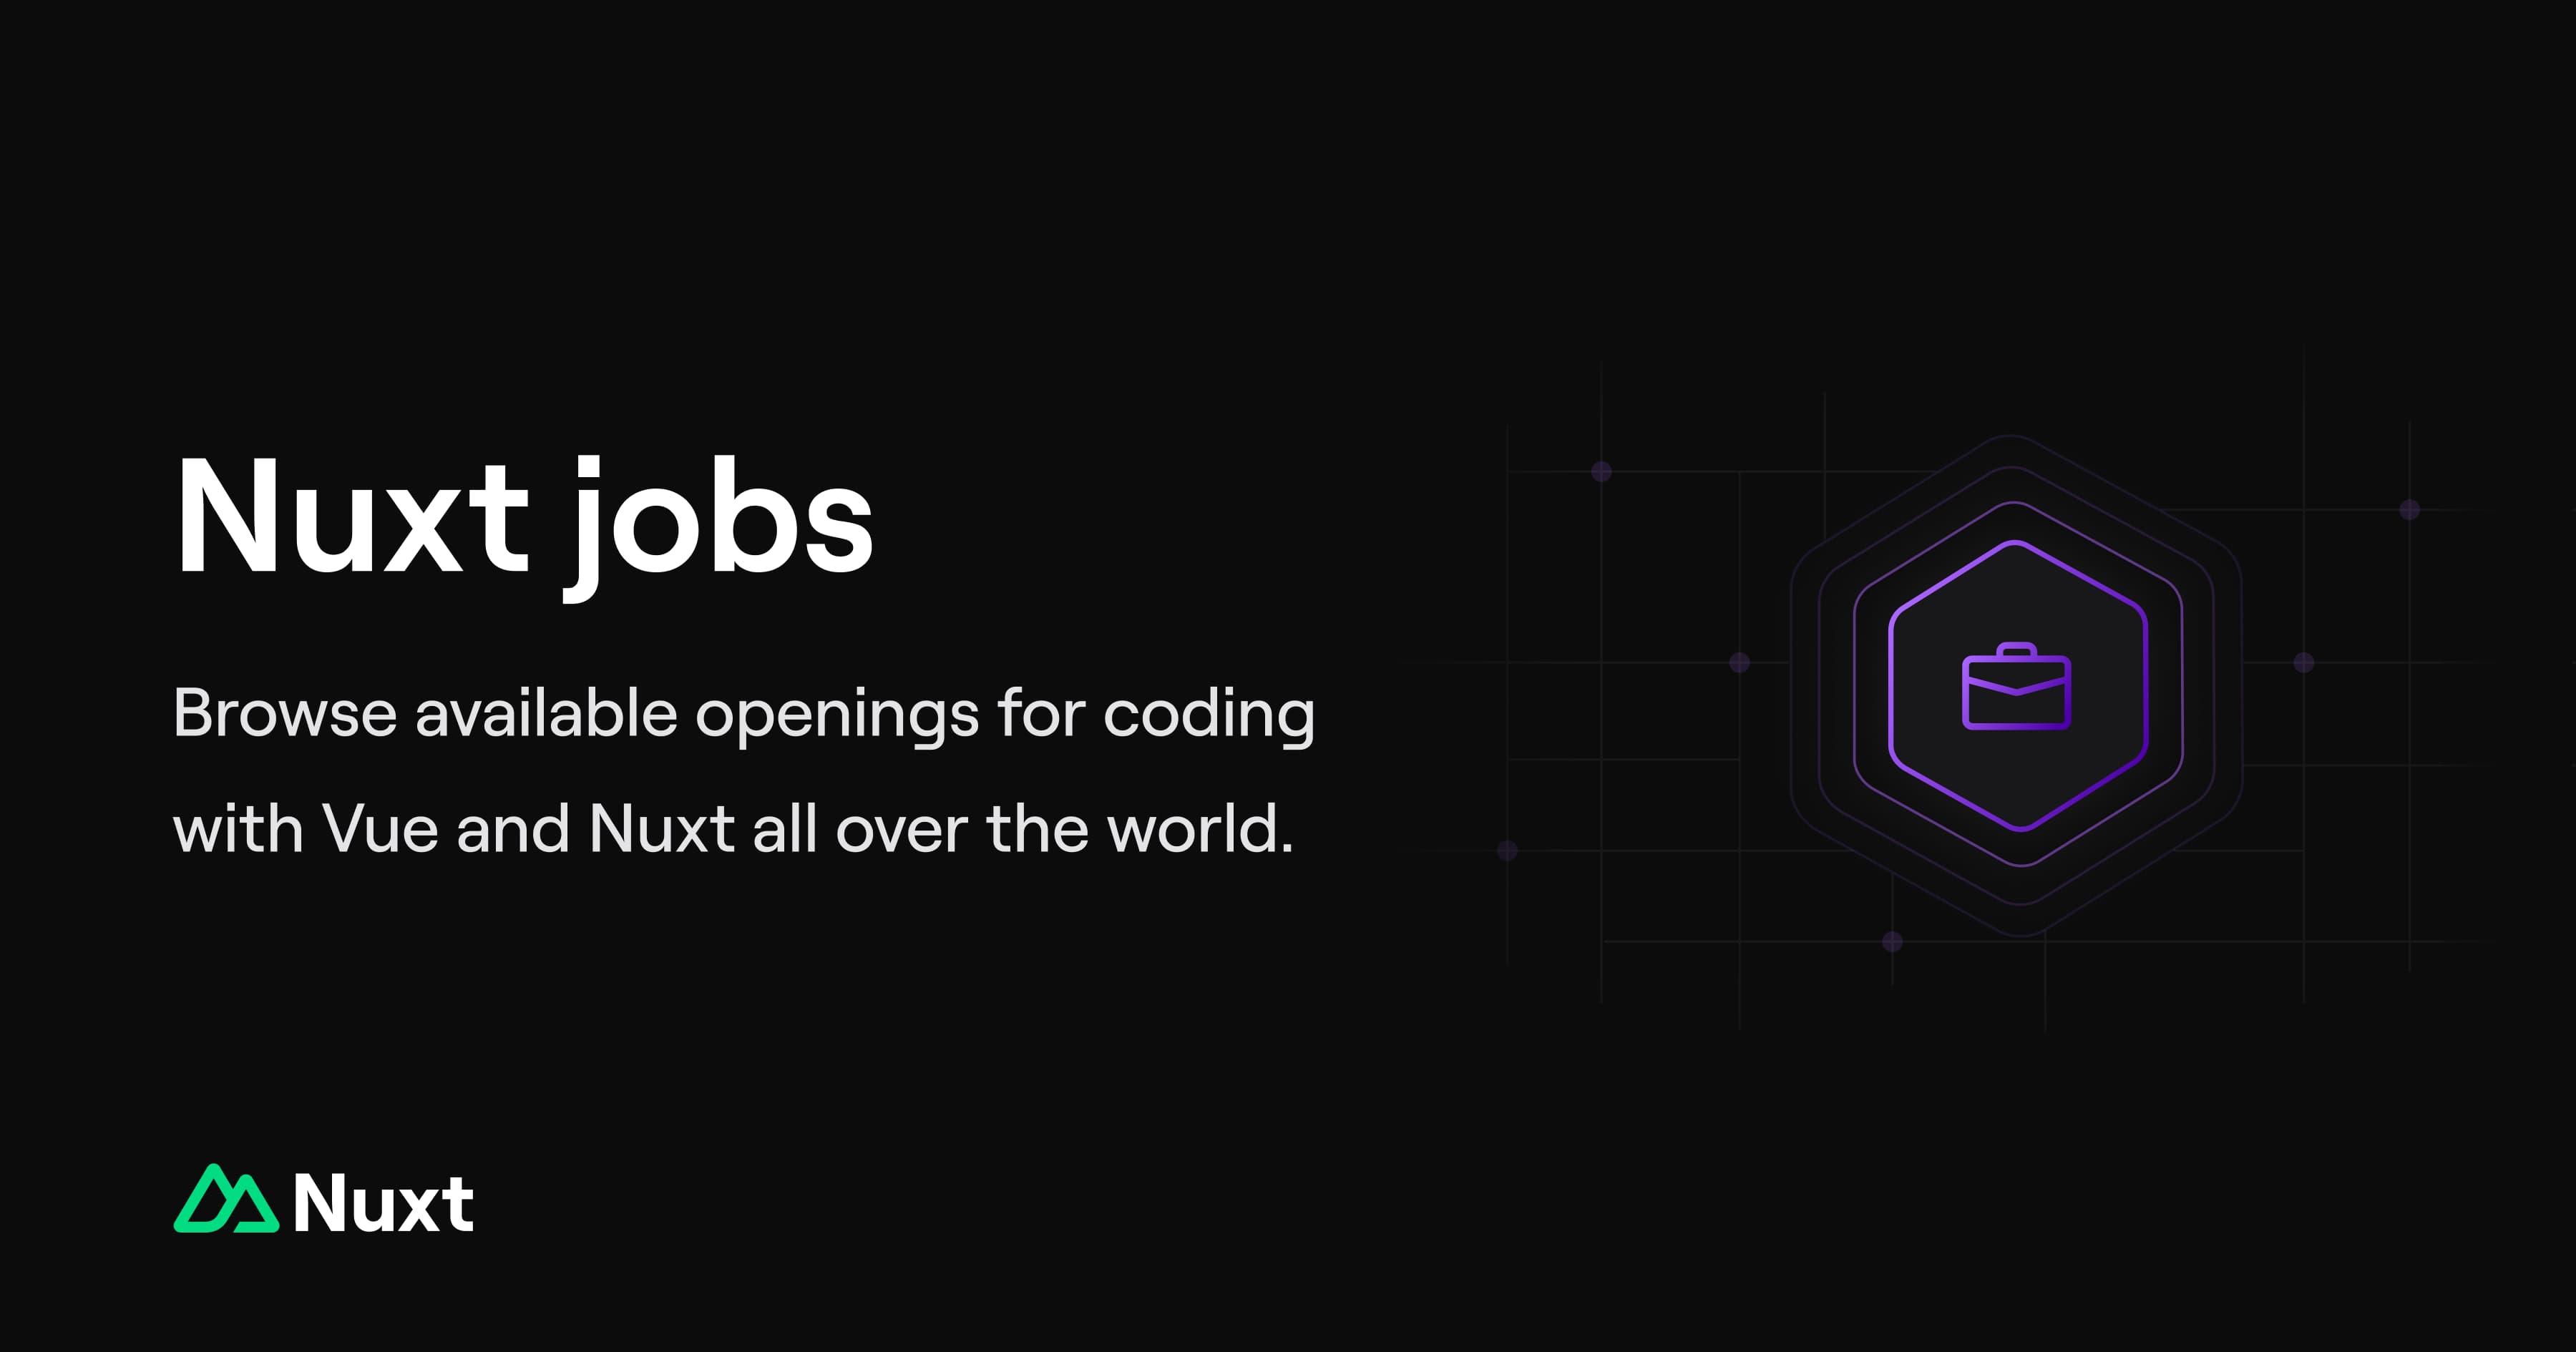 Nuxt jobs
Browse available openings for coding
with Vue and Nuxt all over the world.
Nuxt